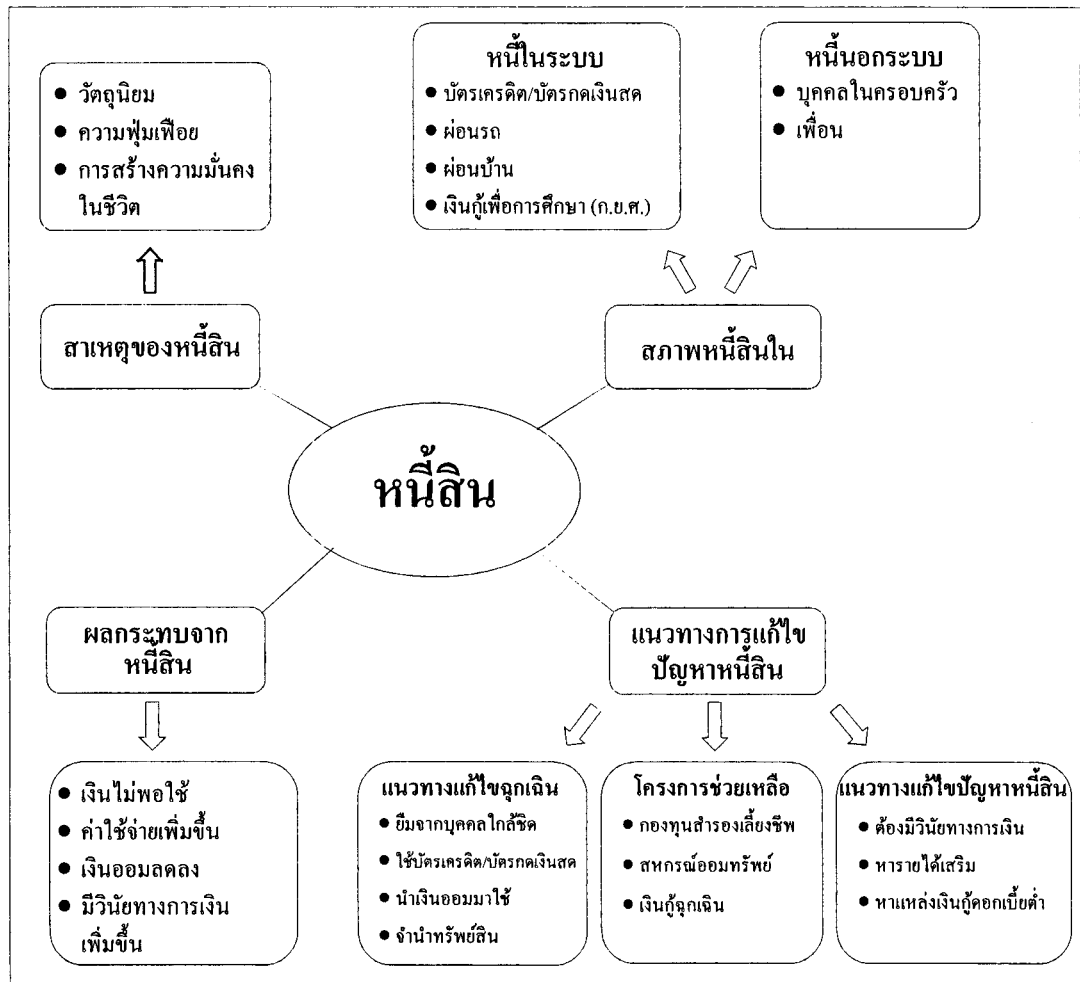 ● วัตถุนิยม
● ความฟุ่มเฟือย
● การสร้างความมั่นคง
ในชีวิต
หนี้ในระบบ
● บัตรเครดิต/บัตรกดเงินสด
● ผ่อนรถ
● ผ่อนบ้าน
● เงินกู้เพื่อการศึกษา (ก.ย.ศ.)
หนี้นอกระบบ
● บุคคลในครอบครัว
● เพื่อน
สาเหตุของหนี้สิน
สภาพหนี้สินใน
หนี้สิน
ผลกระทบจาก
หนี้สิน
แนวทางการแก้ไข
ปัญหาหนี้สิน
● เงินไม่พอใช้
● ค่าใช้จ่ายเพิ่มขึ้น
● เงินออมลดลง
● มีวินัยทางการเงิน
เพิ่มขึ้น
แนวทางแก้ไขฉุกเฉิน
● ยืมจากบุคคลใกล้ชิด
● ใช้บัตรเครดิต/บัตรกดเงินสด
● นำเงินออมมาใช้
● จำนำทรัพย์สิน
โครงการช่วยเหลือ
● กองทุนสำรองเลี้ยงชีพ
● สหกรณ์ออมทรัพย์
● เงินกู้ฉุกเฉิน
แนวทางแก้ไขปัญหาหนี้สิน
● ต้องมีวินัยทางการเงิน
● หารายได้เสริม
● หาแหล่งเงินกู้ดอกเบี้ยต่ำ